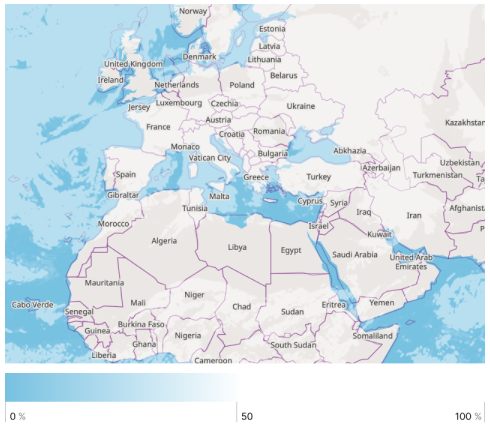 Norway
Estonia
Latvia
Denmark
Lithuania
United Kingdom
Belarus
Ireland
Netherlands
Poland
Jersey
Luxembourg
Czechia
Ukraine
Austria
Kazakhstan
France
Croatia
Romania
Monaco
Abkhazia
Bulgaria
Vatican City
Uzbekistan
Azerbaijan
Spain
Greece
Turkey
Turkmenistan
Ta
Gibraltar
Malta
Cyprus
Syria
Tunisia
Afghanista
Iraq
Iran
Morocco
Israel
P
Kuwait
Algeria
Libya
Egypt
Saudi Arabia
United Arab
Emirates
Mauritania
Niger
Cabo Verde
Mali
Chad
Eritrea
Yemen
Senegal
Sudan
Burkina Faso
Guinea
Nigeria
Somaliland
Ghana
South Sudan
Liberia
Cameroon
0 %
50
100 %